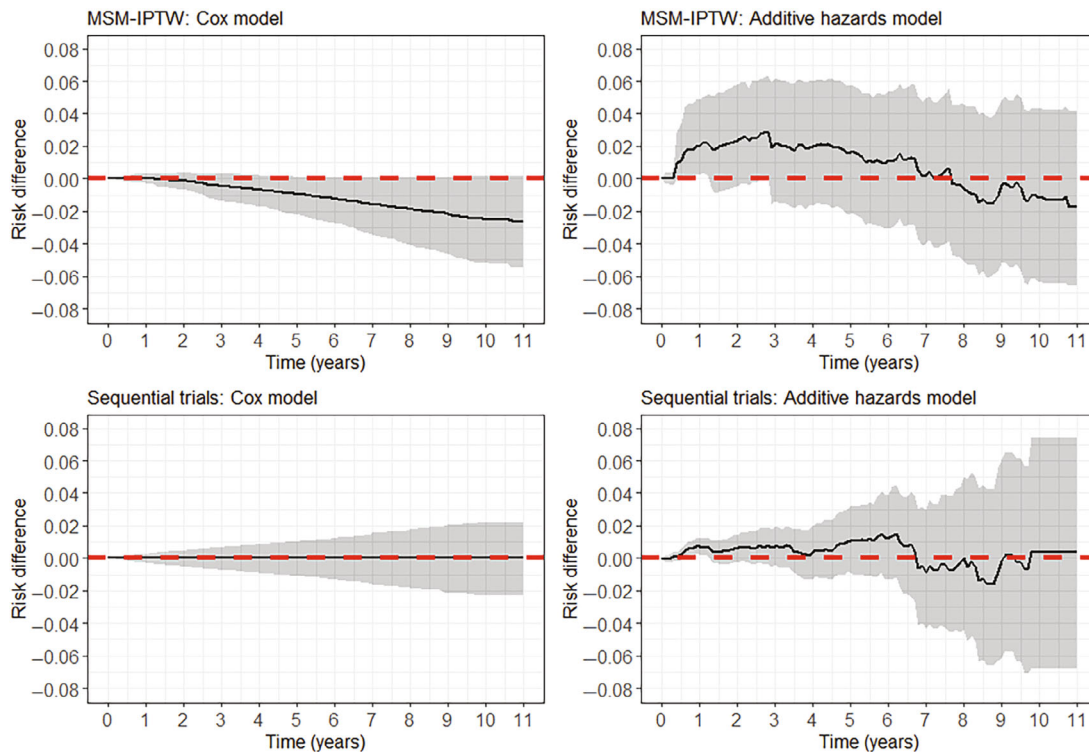 MSM-IPTW: Cox model
0.08
0.06
0.04
0.02
0.00
−0.02
−0.04
−0.06
−0.08
Risk difference
0 1 2 3 4 5 6 7 8 9 10 11
Time (years)
MSM-IPTW: Additive hazards model
0.08
0.06
0.04
0.02
0.00
−0.02
−0.04
−0.06
−0.08
Risk difference
0 1 2 3 4 5 6 7 8 9 10 11
Time (years)
Sequential trials: Cox model
0.08
0.06
0.04
0.02
0.00
−0.02
−0.04
−0.06
−0.08
Risk difference
0 1 2 3 4 5 6 7 8 9 10 11
Time (years)
Sequential trials: Additive hazards model
0.08
0.06
0.04
0.02
0.00
−0.02
−0.04
−0.06
−0.08
Risk difference
0 1 2 3 4 5 6 7 8 9 10 11
Time (years)